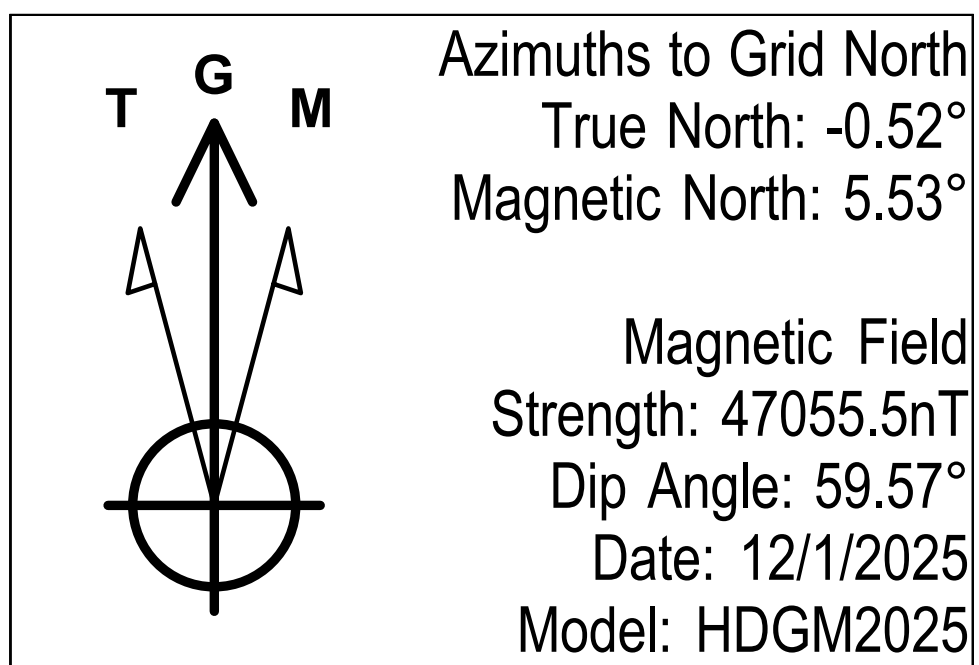 T G M
Azimuths to Grid North
True North: -0.52°
Magnetic North: 5.53°
Magnetic Field
Strength: 47055.5nT
Dip Angle: 59.57°
Date: 12/1/2025
Model: HDGM2025